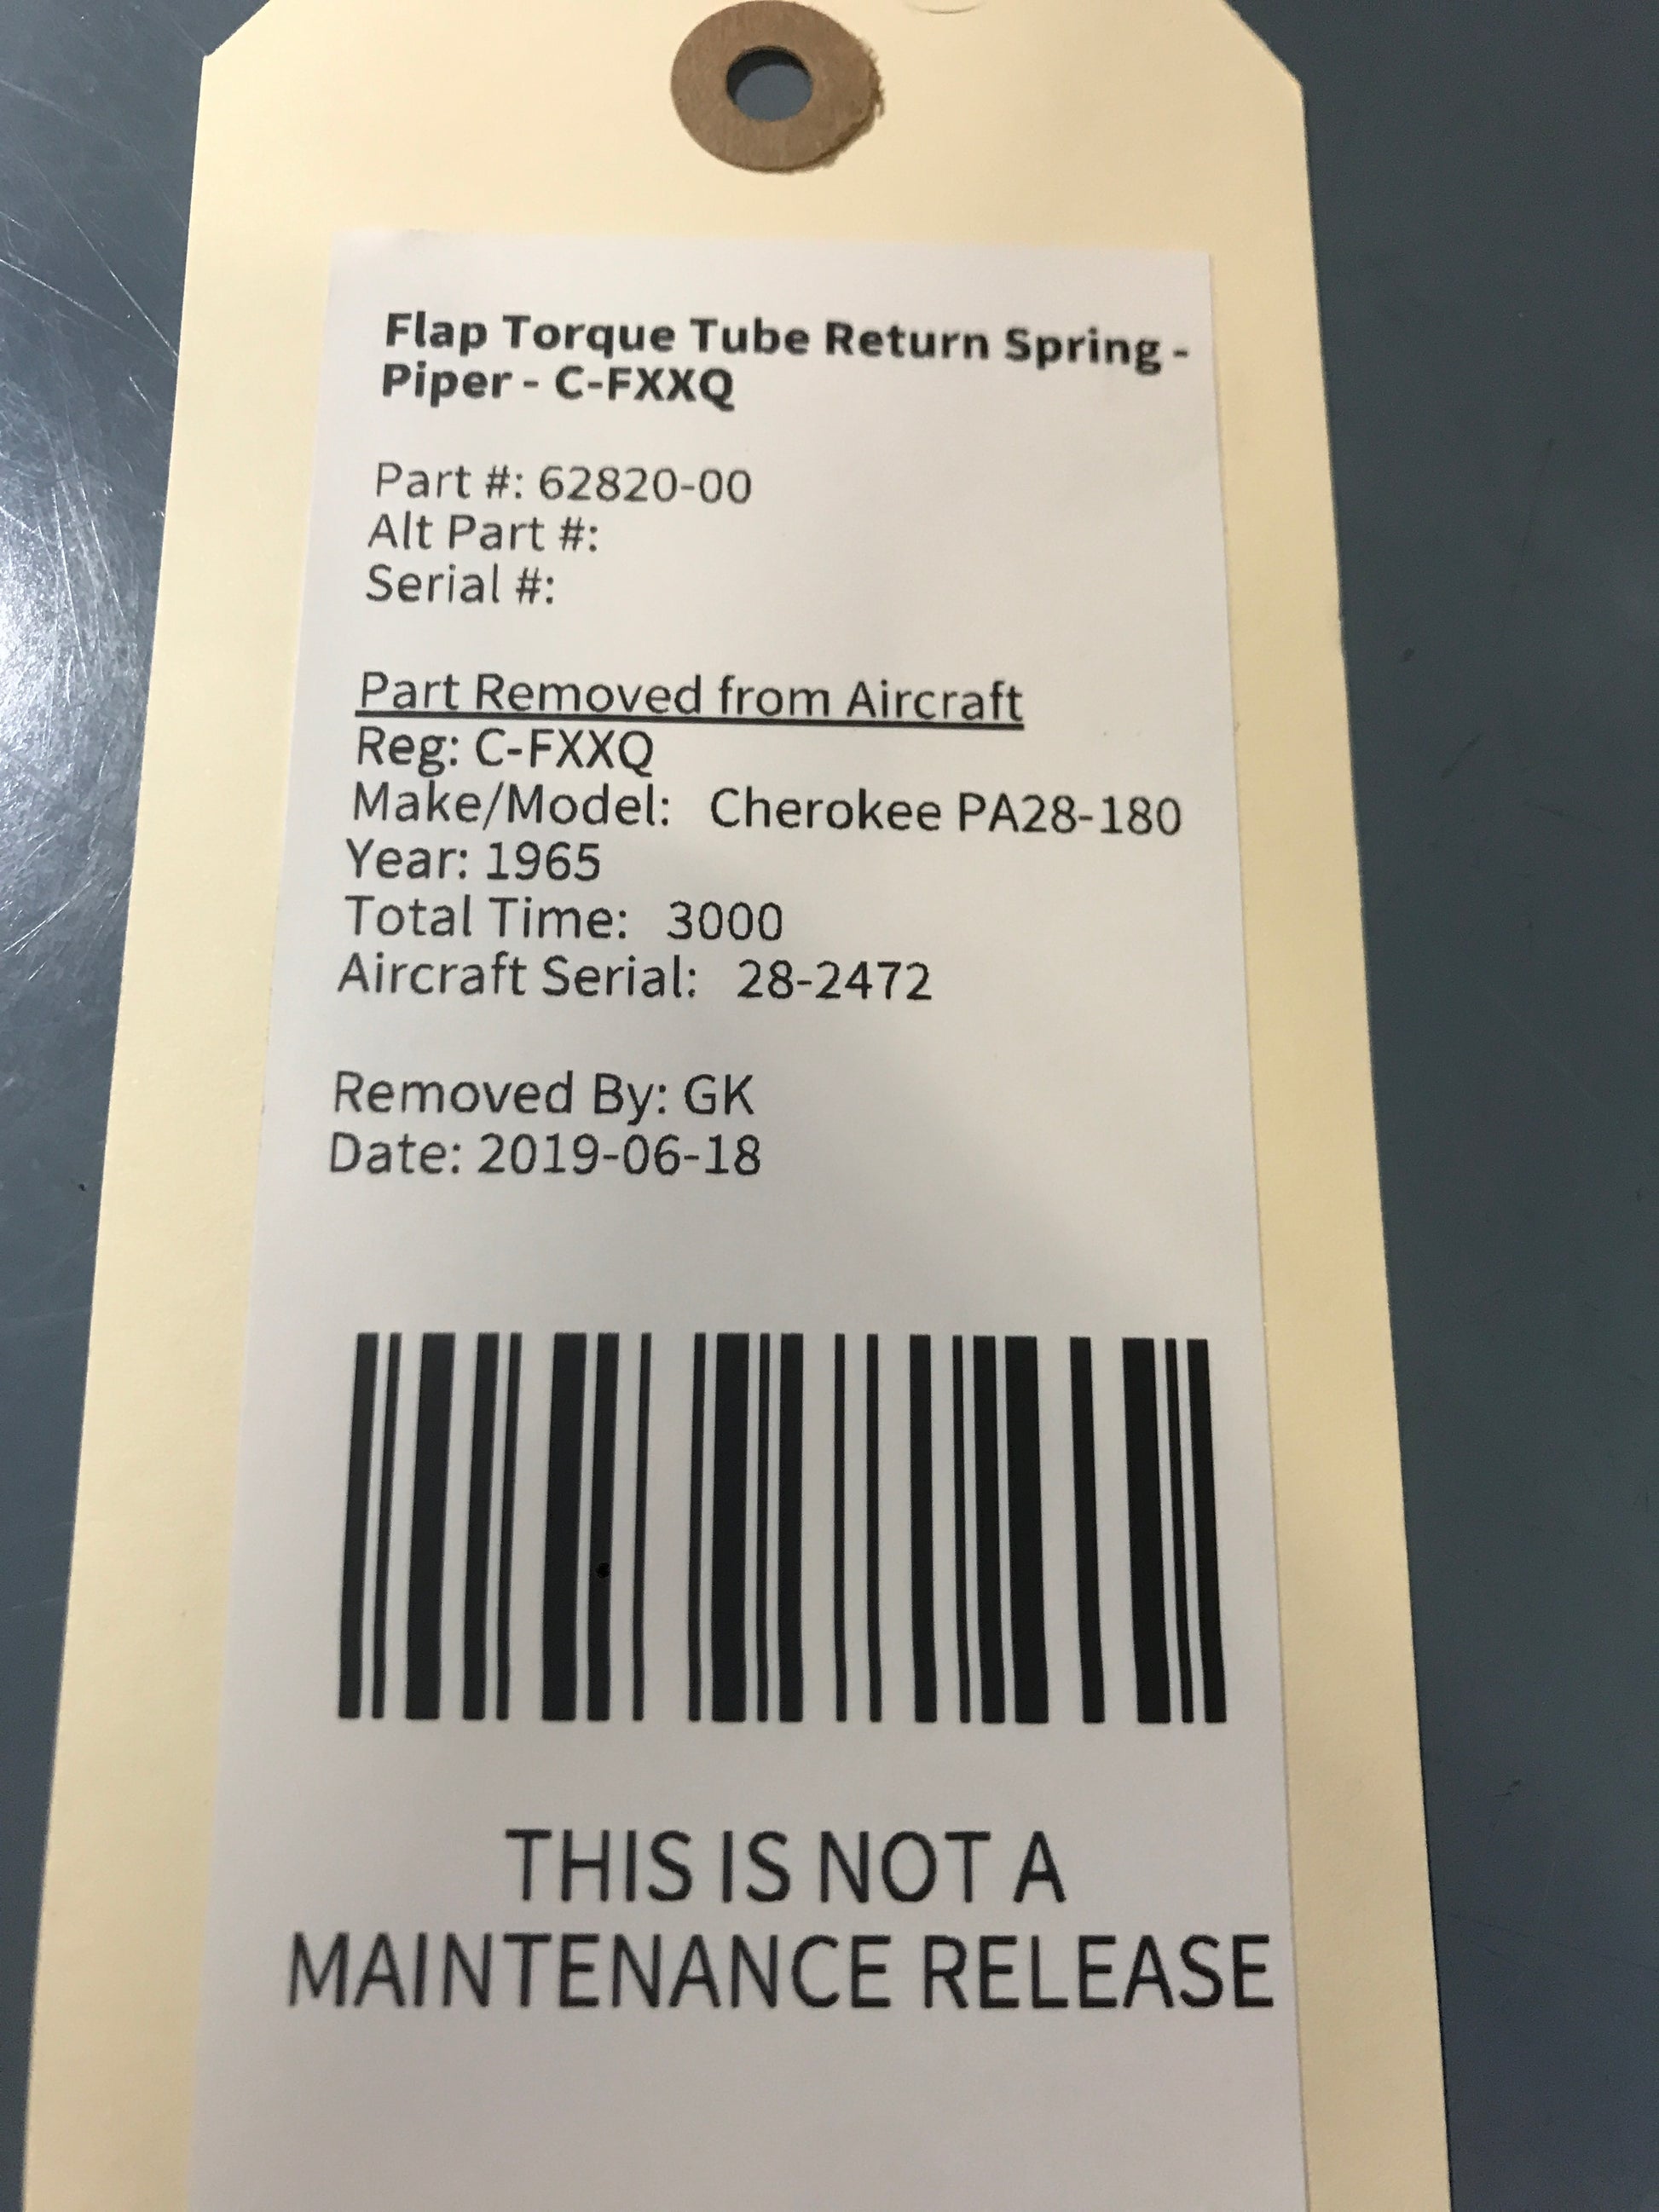 Flap Torque Tube Return Spring -
Piper - C-FXXQ
Part #: 62820-00
Alt Part #:
Serial #:
Part Removed from Aircraft
Reg: C-FXXQ
Make/Model: Cherokee PA28-180
Year: 1965
Total Time: 3000
Aircraft Serial: 28-2472
Removed By: GK
Date: 2019-06-18
THIS IS NOT A
MAINTENANCE RELEASE